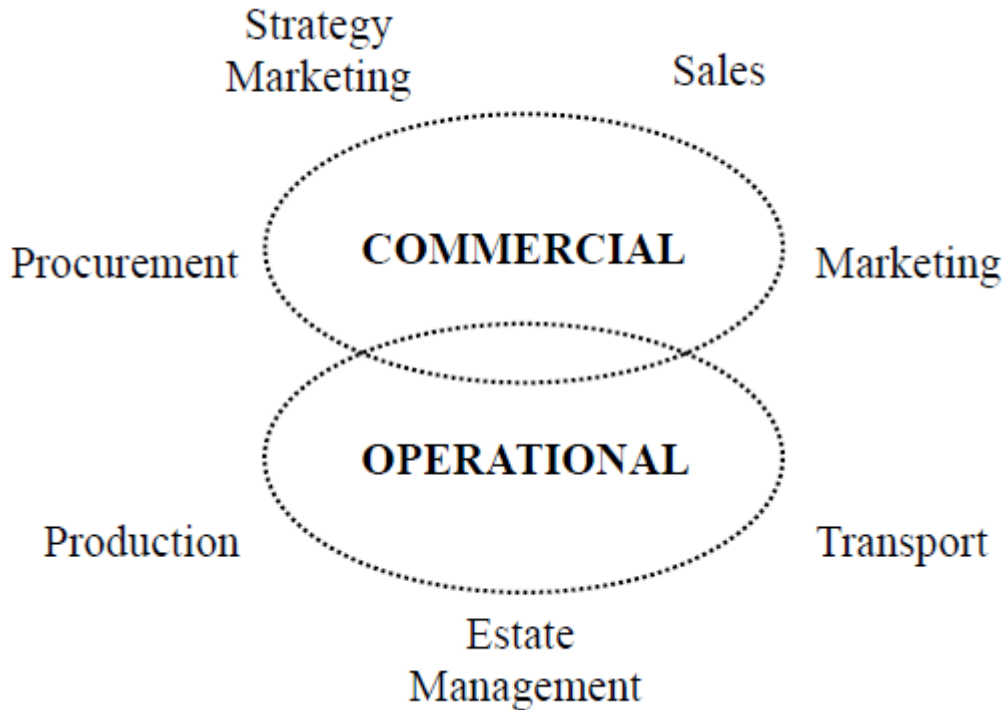 Strategy
Marketing
Sales
COMMERCIAL
Procurement
Marketing
OPERATIONAL
Production
Transport
Estate
Management